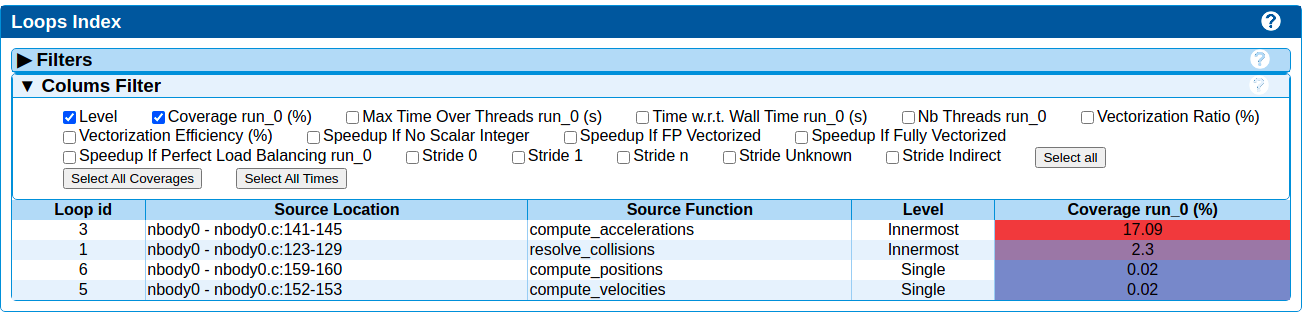 Loops Index ?
▶ Filters ?
▼ Colums Filter ?
Level Coverage run_0 (%) Max Time Over Threads run_0 (s) Time w.r.t. Wall Time run_0 (s) Nb Threads run_0 Vectorization Ratio (%)
Vectorization Efficiency (%) Speedup If No Scalar Integer Speedup If FP Vectorized Speedup If Fully Vectorized
Speedup If Perfect Load Balancing run_0 Stride 0 Stride 1 Stride n Stride Unknown Stride Indirect Select all
Select All Coverages Select All Times
Loop id Source Location Source Function Level Coverage run_0 (%)
3 nbody0 - nbody0.c:141-145 compute_accelerations Innermost 17.09
1 nbody0 - nbody0.c:123-129 resolve_collisions Innermost 2.3
6 nbody0 - nbody0.c:159-160 compute_positions Single 0.02
5 nbody0 - nbody0.c:152-153 compute_velocities Single 0.02